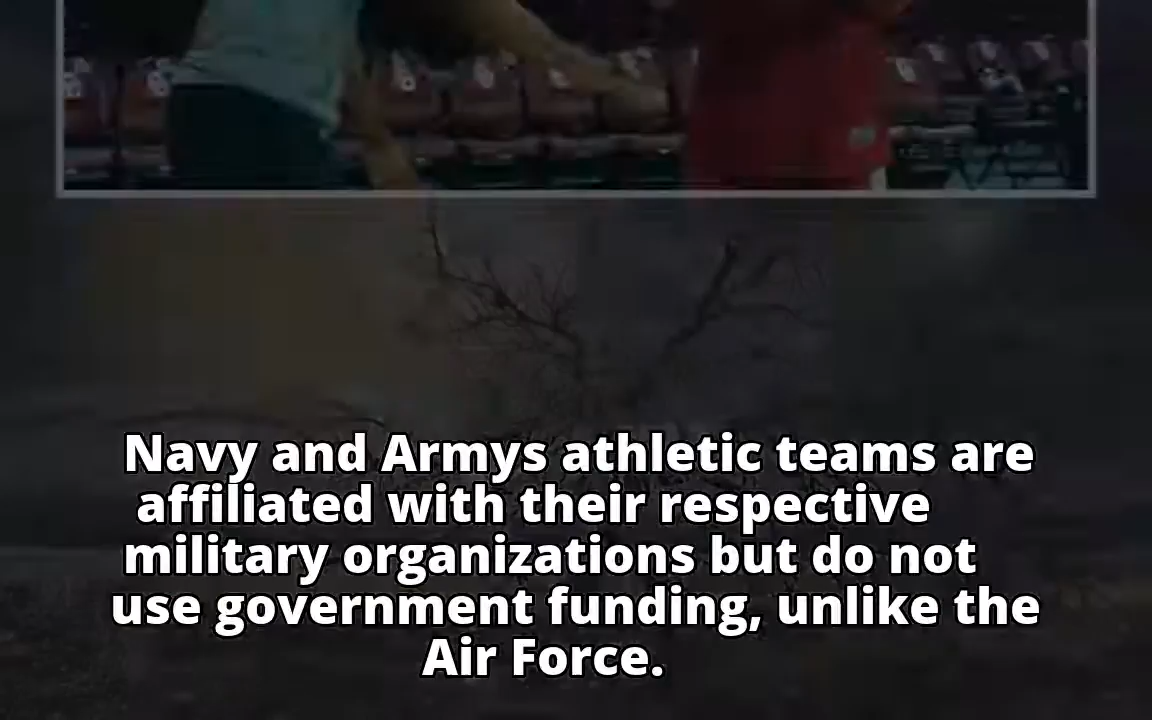 Navy and Armys athletic teams are
affiliated with their respective
military organizations but do not
use government funding, unlike the
Air Force.